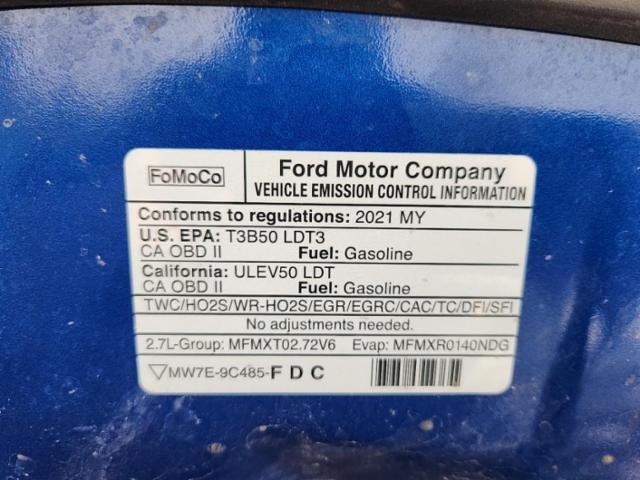 FoMoCo
Ford Motor Company
VEHICLE EMISSION CONTROL INFORMATION
Conforms to regulations: 2021 MY
U.S. EPA: T3B50 LDT3
CA OBD II Fuel: Gasoline
California: ULEV50 LDT
CA OBD II Fuel: Gasoline
TWC/HO2S/WR-HO2S/EGR/EGRC/CAC/TC/DFI/SFI
No adjustments needed.
2.7L-Group: MFMXT02.72V6 Evap: MFMXR0140NDG
▽MW7E-9C485-F D C